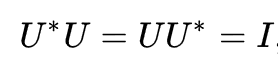 U*U = UU* = I,